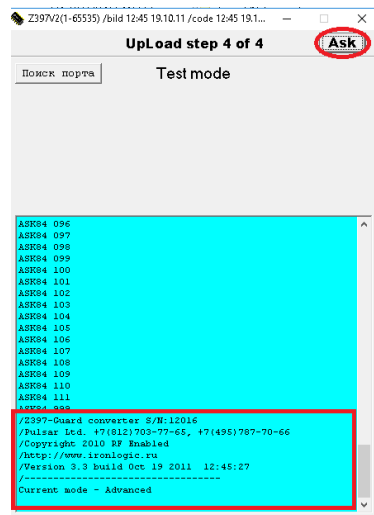 Z397V2(1-65535) /bild 12:45 19.10.11 /code 12:45 19.1...
UpLoad step 4 of 4
Ask
Поиск порта
Test mode
ASK84 096
ASK84 097
ASK84 098
ASK84 099
ASK84 100
ASK84 101
ASK84 102
ASK84 103
ASK84 104
ASK84 105
ASK84 106
ASK84 107
ASK84 108
ASK84 109
ASK84 110
ASK84 111
ASK84 999
/Z397-Guard converter S/N:12016
/Pulsar Ltd. +7(812)703-77-65, +7(495)787-70-66
/Copyright 2010 RF Enabled
/http://www.ironlogic.ru
/Version 3.3 build Oct 19 2011 12:45:27
/----------------------------------
Current mode - Advanced